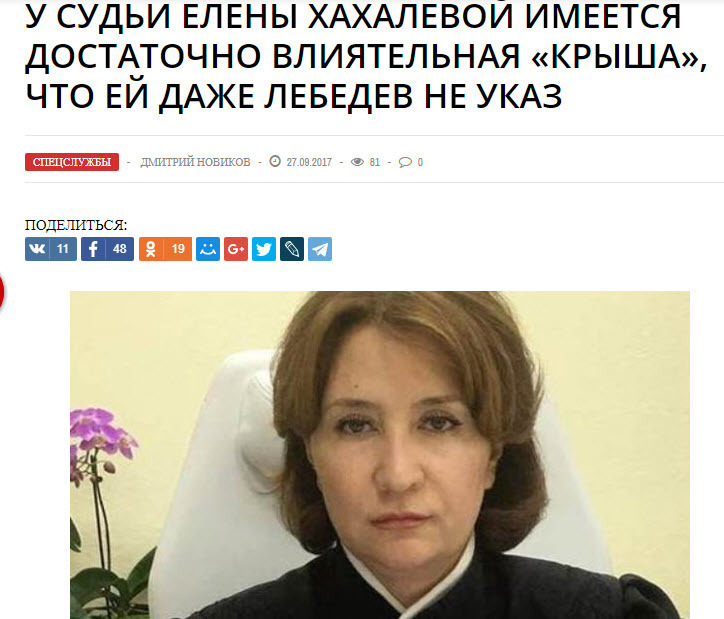 У СУДЬИ ЕЛЕНЫ ХАХАЛЕВОЙ ИМЕЕТСЯ
ДОСТАТОЧНО ВЛИЯТЕЛЬНАЯ «КРЫША»,
ЧТО ЕЙ ДАЖЕ ЛЕБЕДЕВ НЕ УКАЗ
СПЕЦСЛУЖБЫ - ДМИТРИЙ НОВИКОВ - 27.09.2017 - 81 - 0
ПОДЕЛИТЬСЯ:
11 48 19 G+